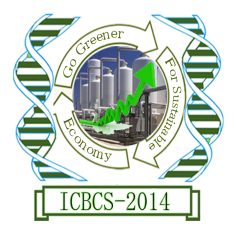 Go Greener
For Sustainable
Economy
ICBCS-2014